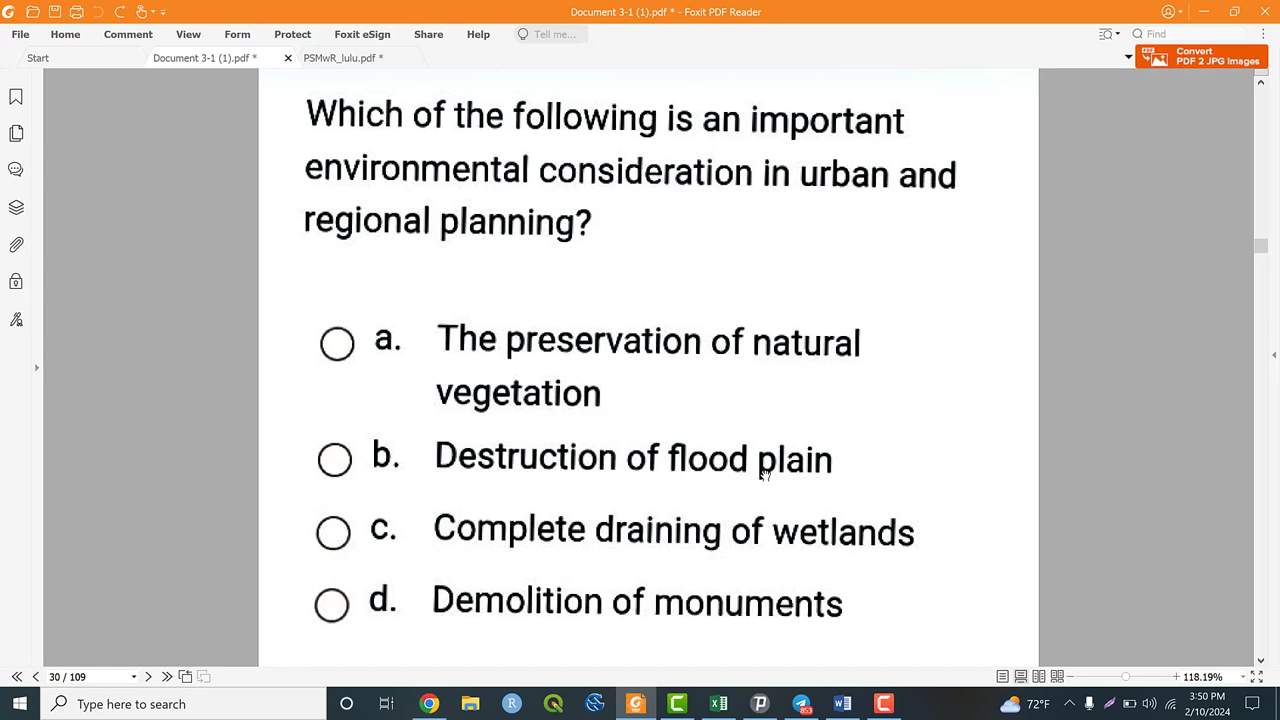 Document 3-1 (1).pdf * - Foxit PDF Reader
File Home Comment View Form Protect Foxit eSign Share Help Tell me... Find
Start Document 3-1 (1).pdf * PSMwR_lulu.pdf * Convert
PDF 2 JPG Images
Which of the following is an important
environmental consideration in urban and
regional planning?
a. The preservation of natural
vegetation
b. Destruction of flood plain
c. Complete draining of wetlands
d. Demolition of monuments
30 / 109 118.19%
Type here to search 853 72°F 3:50 PM
2/10/2024